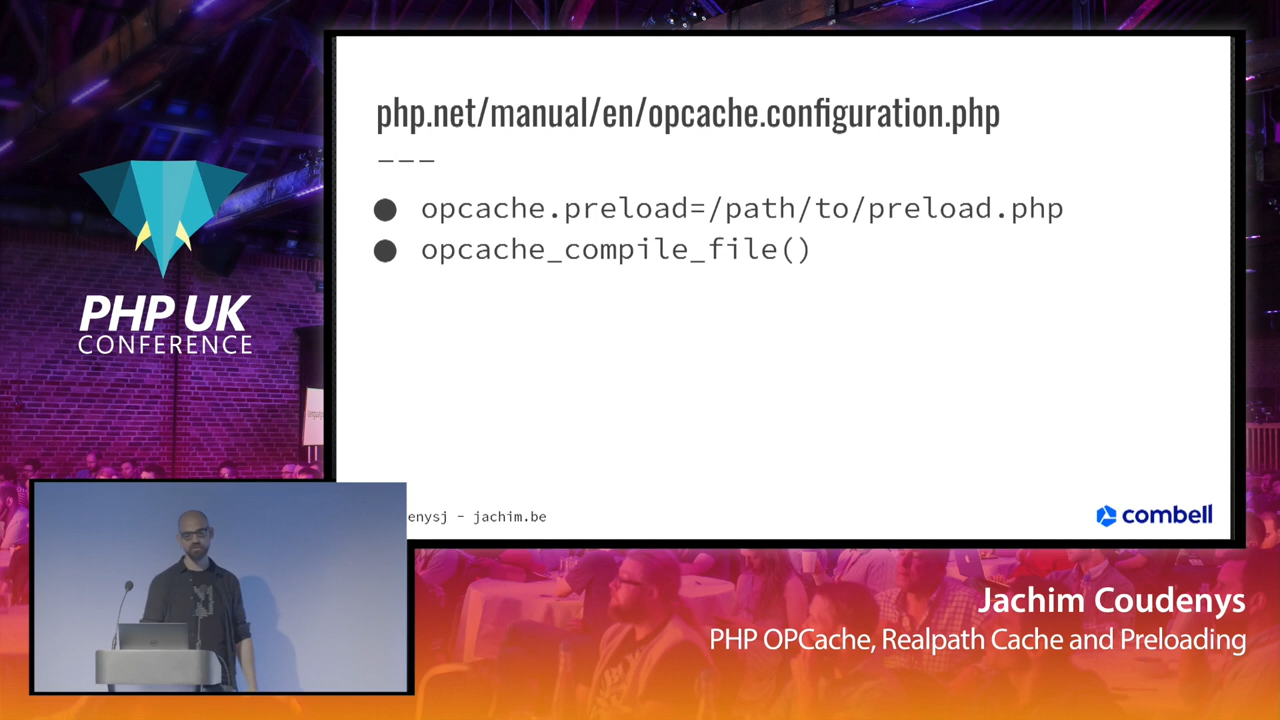 php.net/manual/en/opcache.configuration.php
---
● opcache.preload=/path/to/preload.php
● opcache_compile_file()
- jachim.be
combell
PHP UK
CONFERENCE
Jachim Coudenys
PHP OPCache, Realpath Cache and Preloading